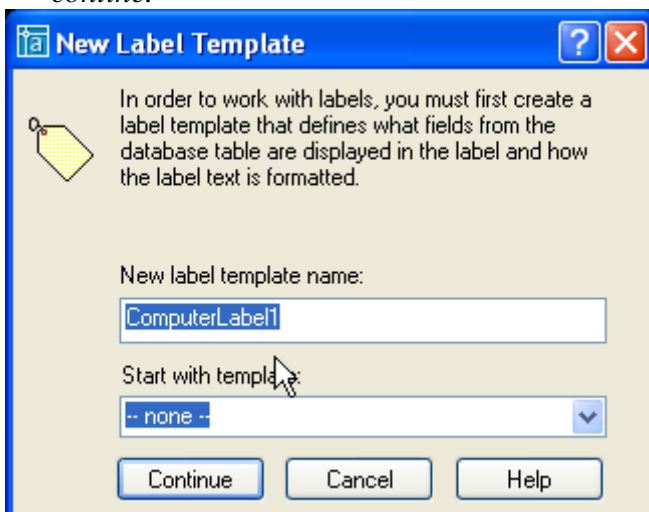 continue.
New Label Template
In order to work with labels, you must first create a
label template that defines what fields from the
database table are displayed in the label and how
the label text is formatted.
New label template name:
ComputerLabel1
Start with template:
-- none --
Continue Cancel Help